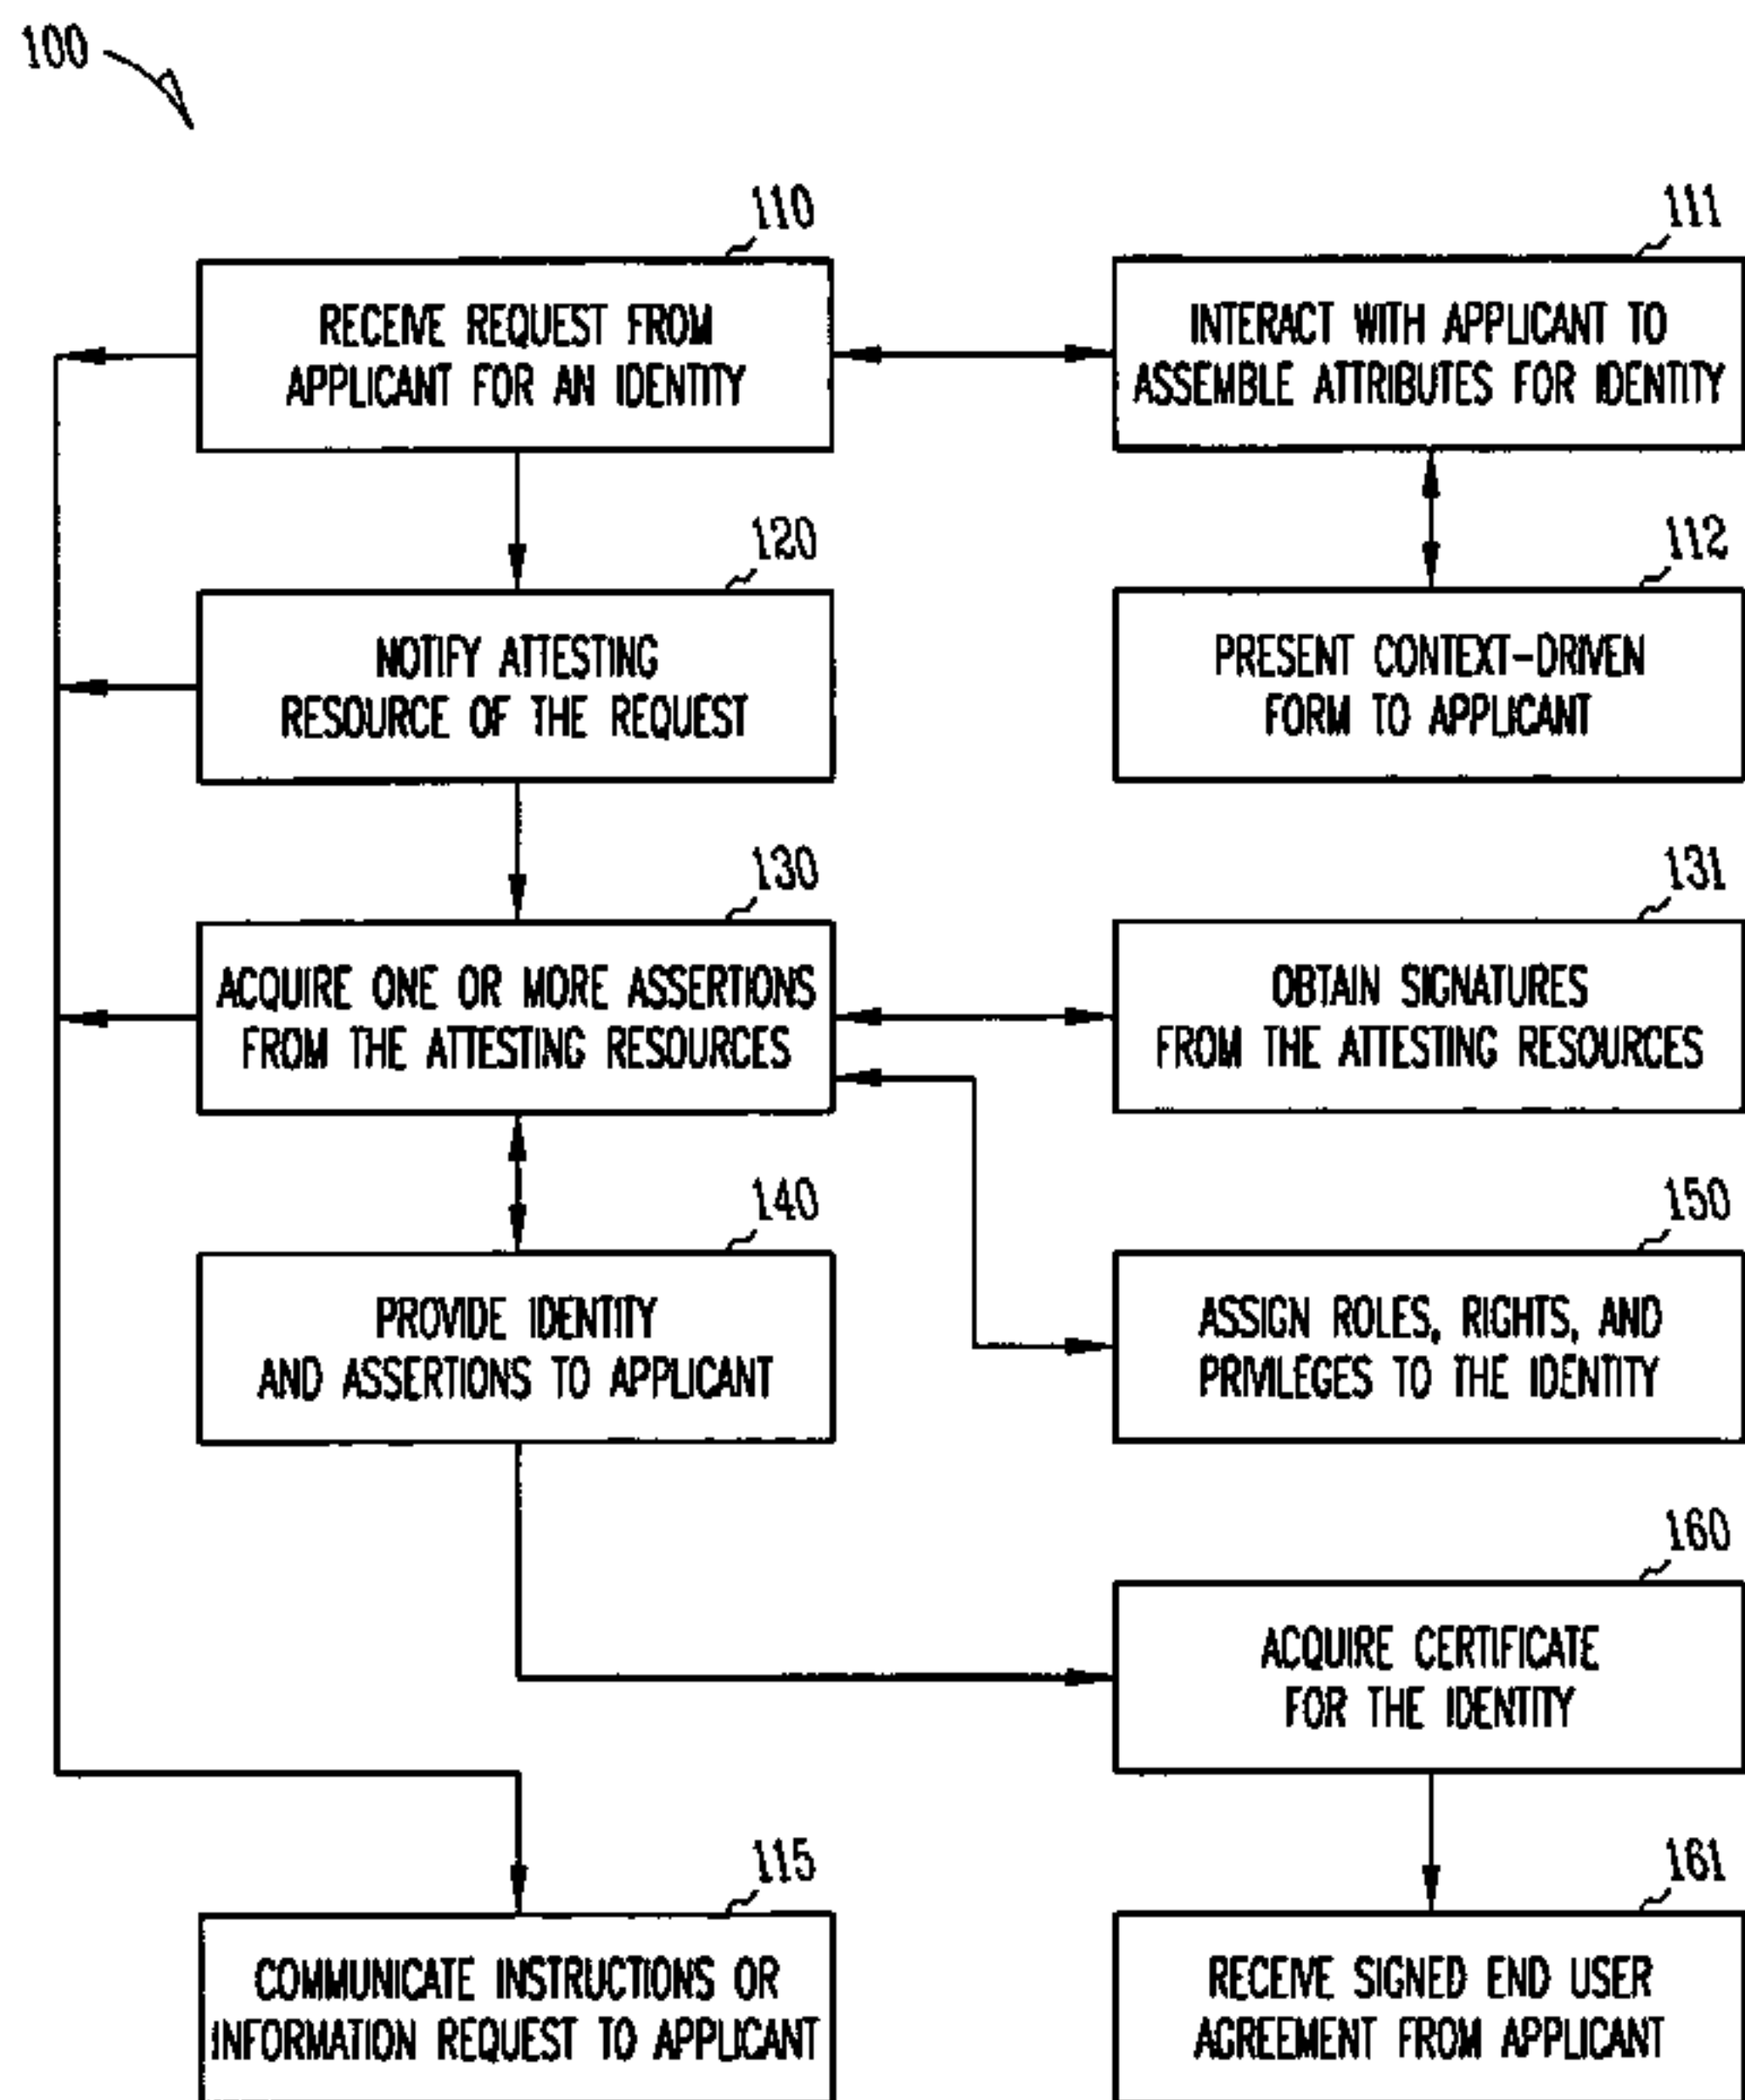 100
110
RECEIVE REQUEST FROM
APPLICANT FOR AN IDENTITY
111
INTERACT WITH APPLICANT TO
ASSEMBLE ATTRIBUTES FOR IDENTITY
120
NOTIFY ATTESTING
RESOURCE OF THE REQUEST
112
PRESENT CONTEXT-DRIVEN
FORM TO APPLICANT
130
ACQUIRE ONE OR MORE ASSERTIONS
FROM THE ATTESTING RESOURCES
131
OBTAIN SIGNATURES
FROM THE ATTESTING RESOURCES
140
PROVIDE IDENTITY
AND ASSERTIONS TO APPLICANT
150
ASSIGN ROLES, RIGHTS, AND
PRIVILEGES TO THE IDENTITY
160
ACQUIRE CERTIFICATE
FOR THE IDENTITY
115
COMMUNICATE INSTRUCTIONS OR
INFORMATION REQUEST TO APPLICANT
161
RECEIVE SIGNED END USER
AGREEMENT FROM APPLICANT